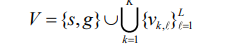 V = {s, g} ∪ ⋃_{k=1}^{K} {v_{k,ℓ}}_{ℓ=1}^{L}